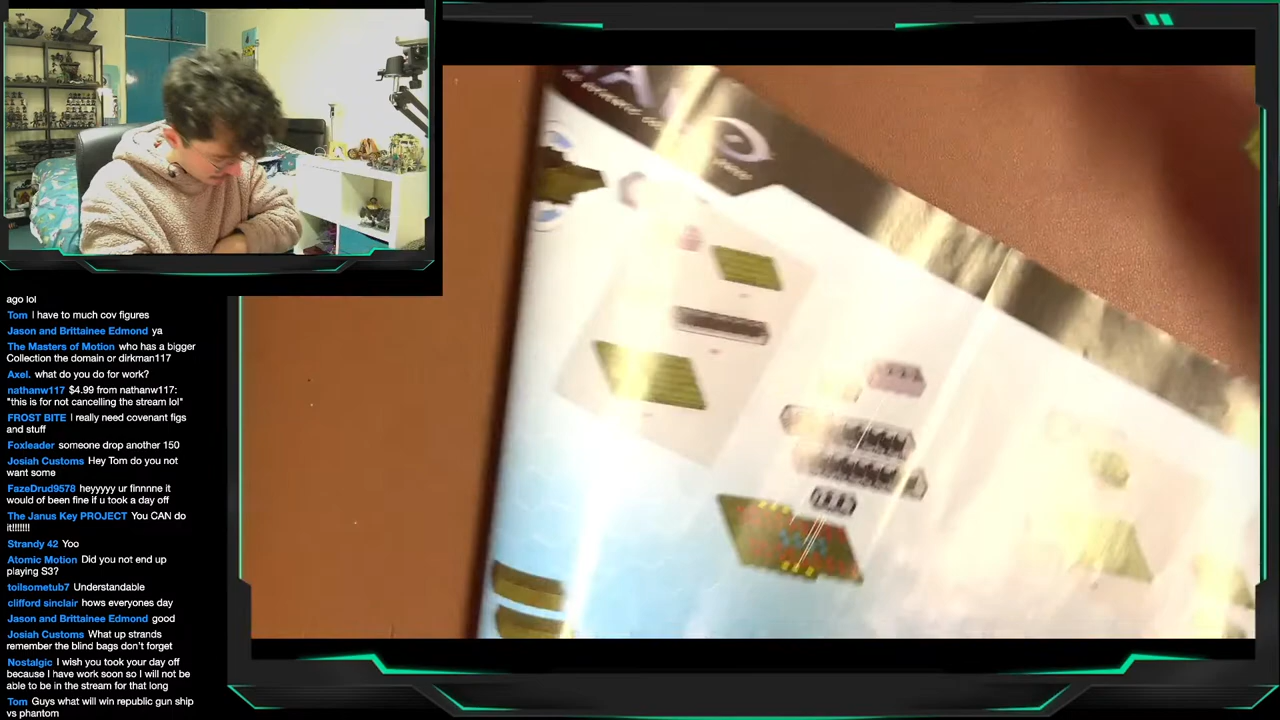 ago lol
Tom I have to much cov figures
Jason and Brittainee Edmond ya
The Masters of Motion who has a bigger
Collection the domain or dirkman117
Axel. what do you do for work?
nathanw117 $4.99 from nathanw117:
"this is for not cancelling the stream lol"
FROST BITE I really need covenant figs
and stuff
Foxleader someone drop another 150
Josiah Customs Hey Tom do you not
want some
FazeDrud9578 heyyyyy ur finnnne it
would of been fine if u took a day off
The Janus Key PROJECT You CAN do
it!!!!!!!
Strandy 42 Yoo
Atomic Motion Did you not end up
playing S3?
toilsometub7 Understandable
clifford sinclair hows everyones day
Jason and Brittainee Edmond good
Josiah Customs What up strands
remember the blind bags don't forget
Nostalgic I wish you took your day off
because I have work soon so I will not be
able to be in the stream for that long
Tom Guys what will win republic gun ship
vs phantom